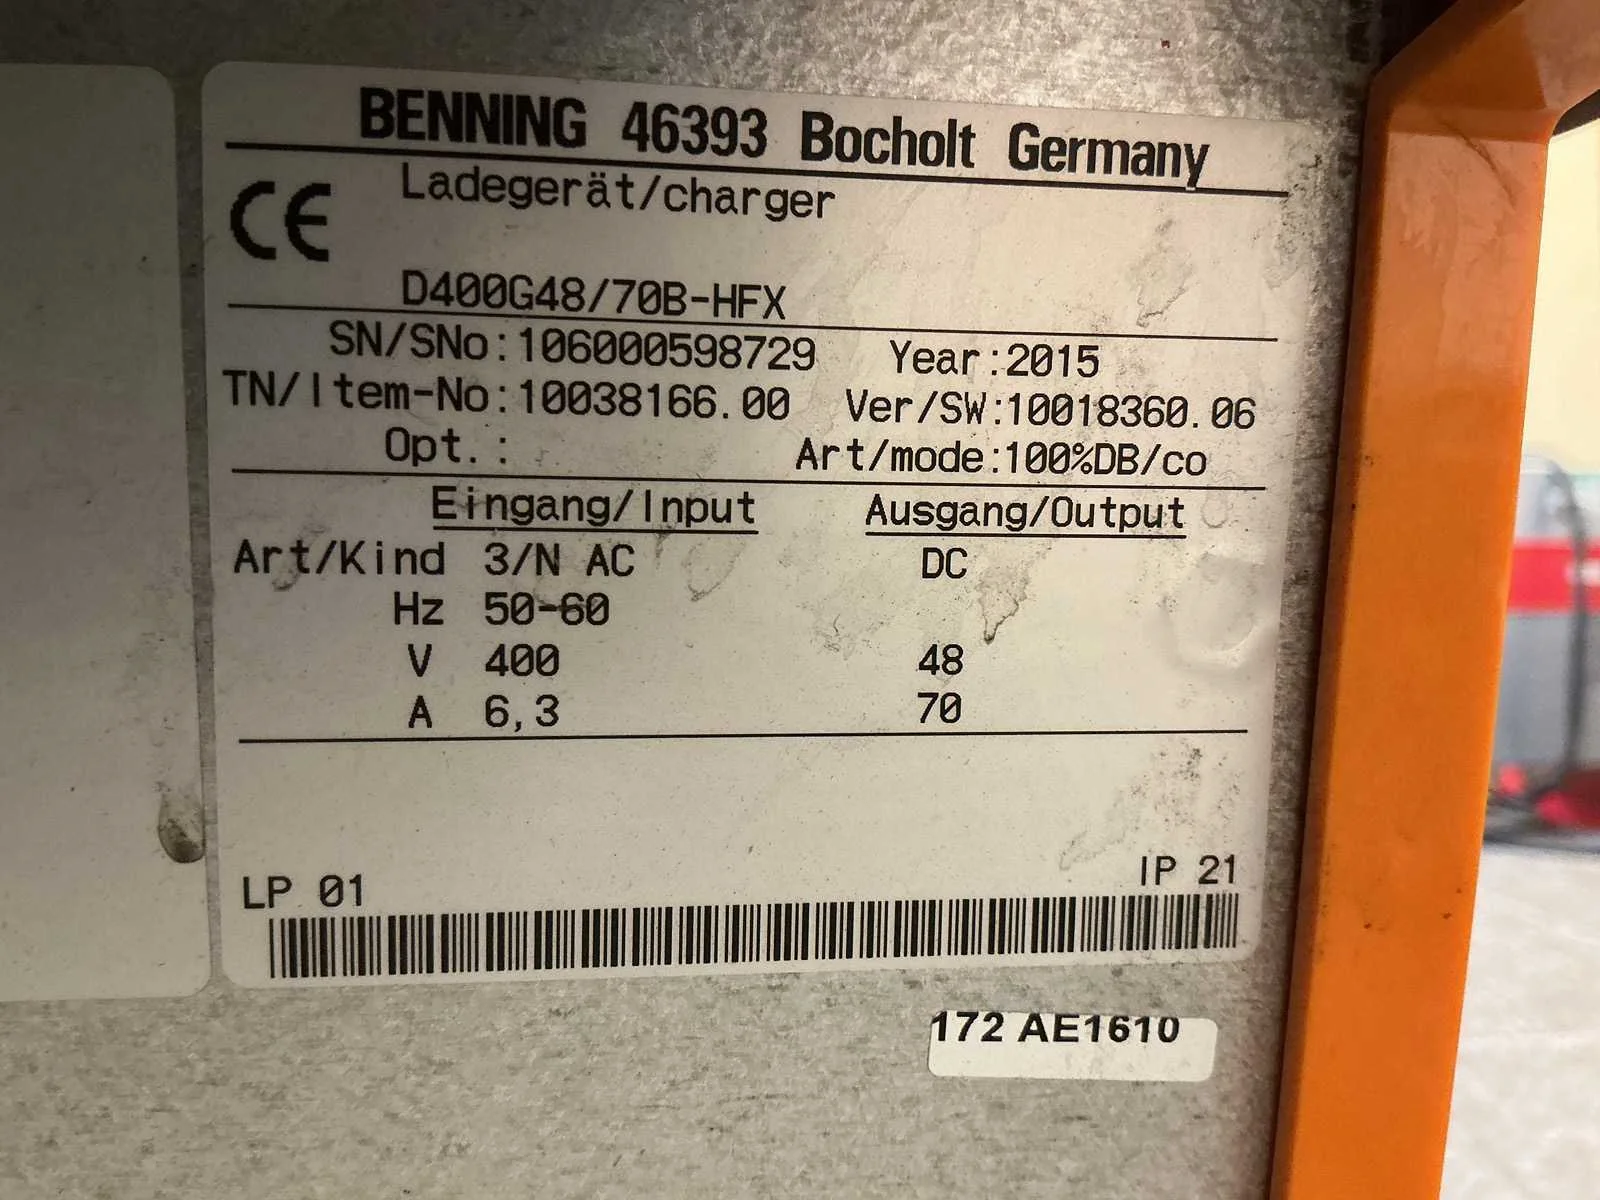 BENNING 46393 Bocholt Germany
CE Ladegerät/charger
D400G48/70B-HFX
SN/SNo:106000598729 Year:2015
TN/Item-No:10038166.00 Ver/SW:10018360.06
Opt.: Art/mode:100%DB/co
Eingang/Input Ausgang/Output
Art/Kind 3/N AC DC
Hz 50-60
V 400 48
A 6,3 70
LP 01 IP 21
172 AE1610